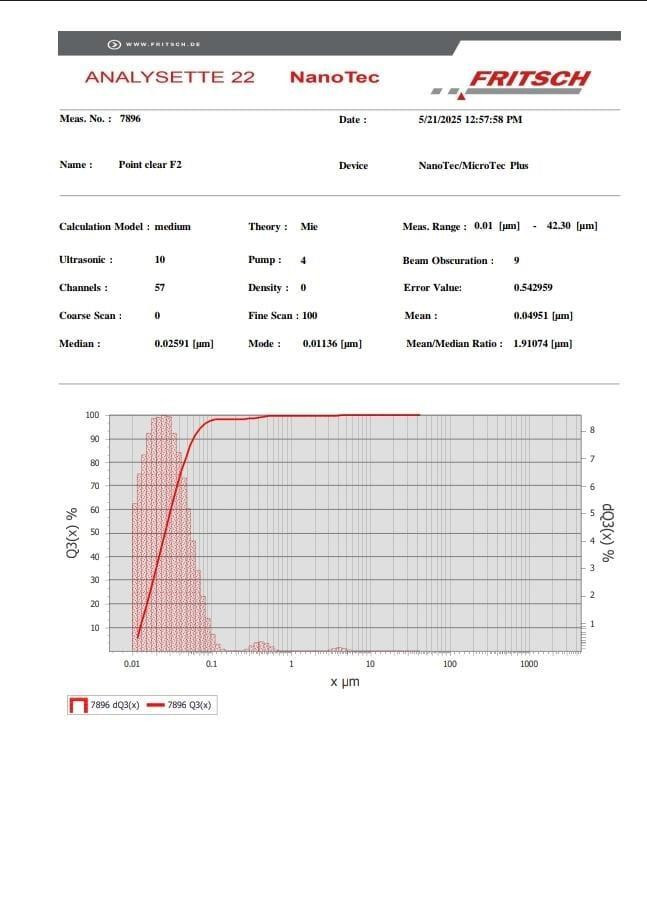 WWW.FRITSCH.DE
ANALYSETTE 22 NanoTec FRITSCH
Meas. No. : 7896 Date : 5/21/2025 12:57:58 PM
Name : Point clear F2 Device NanoTec/MicroTec Plus
Calculation Model : medium Theory : Mie Meas. Range : 0.01 [µm] - 42.30 [µm]
Ultrasonic : 10 Pump : 4 Beam Obscuration : 9
Channels : 57 Density : 0 Error Value: 0.542959
Coarse Scan : 0 Fine Scan : 100 Mean : 0.04951 [µm]
Median : 0.02591 [µm] Mode : 0.01136 [µm] Mean/Median Ratio : 1.91074 [µm]
100
90
80
70
60
50
40
30
20
10
Q3(x) %
8
7
6
5
4
3
2
1
dQ3(x) %
0.01 0.1 1 10 100 1000
x µm
7896 dQ3(x) 7896 Q3(x)